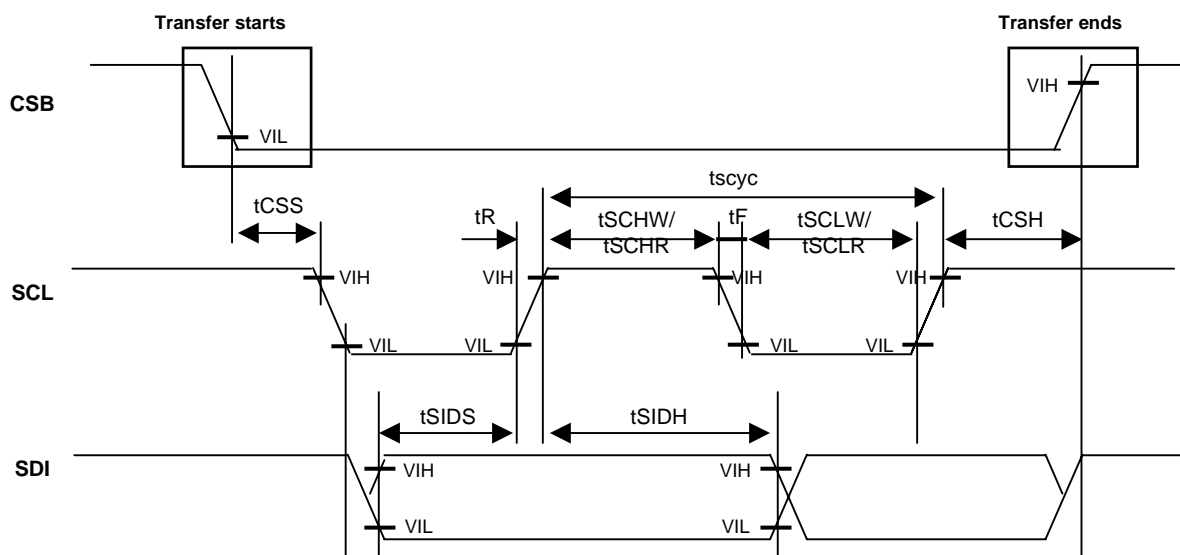 Transfer starts
Transfer ends
CSB
VIL
VIH
tscyc
tCSS
tR
tSCHW/
tSCHR
tF
tSCLW/
tSCLR
tCSH
SCL
VIH
VIH
VIH
VIH
VIL
VIL
VIL
VIL
tSIDS
tSIDH
SDI
VIH
VIH
VIL
VIL